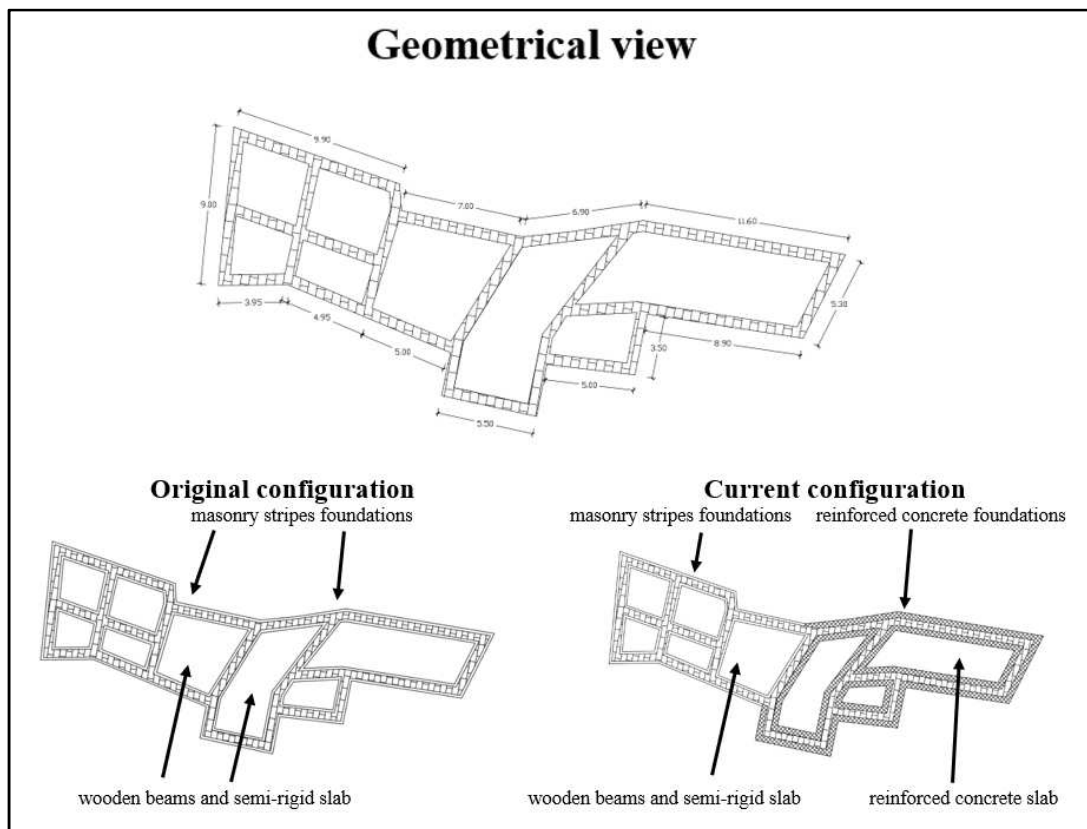 Geometrical view
9.90
9.00
7.00
6.90
11.60
5.30
3.95
4.95
5.00
5.50
5.00
3.50
8.90
Original configuration
masonry stripes foundations
wooden beams and semi-rigid slab
Current configuration
masonry stripes foundations
reinforced concrete foundations
wooden beams and semi-rigid slab
reinforced concrete slab